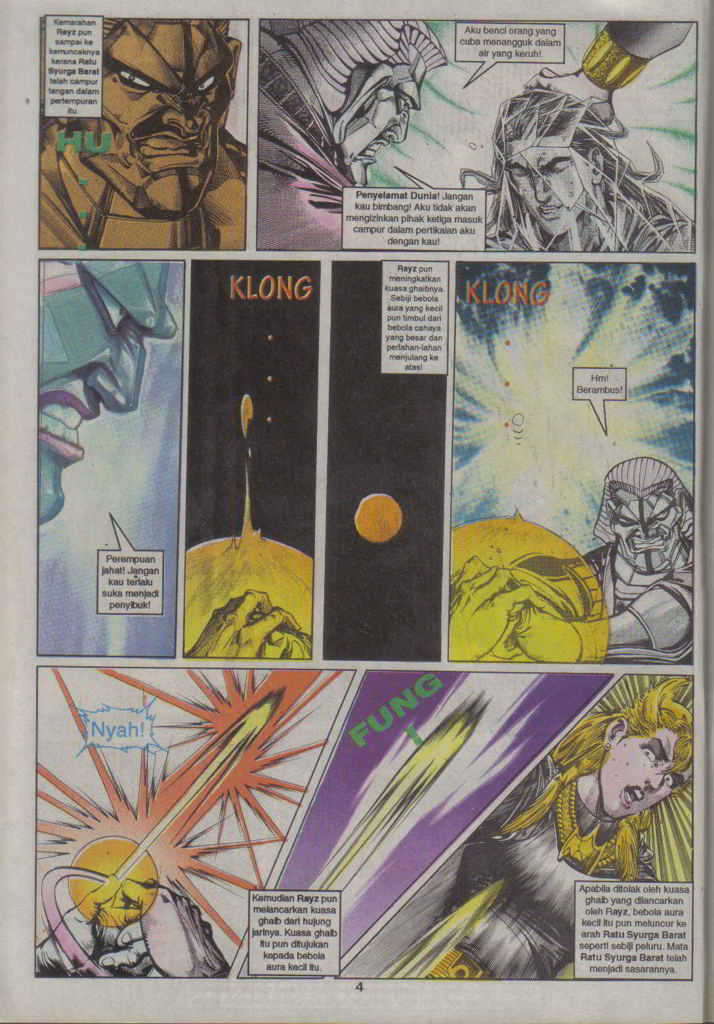 Kemarahan
Rayz pun
sampai ke
kemuncaknya
kerana Ratu
Syurga Barat
telah campur
tangan dalam
pertempuran
itu.
HU
Aku benci orang yang
cuba menangguk dalam
air yang keruh!
Penyelamat Dunia! Jangan
kau bimbang! Aku tidak akan
mengizinkan pihak ketiga masuk
campur dalam pertikaian aku
dengan kau!
Perempuan
jahat! Jangan
kau terlalu
suka menjadi
penyibuk!
KLONG
Rayz pun
meningkatkan
kuasa ghaibnya.
Sebiji bebola
aura yang kecil
pun timbul dari
bebola cahaya
yang besar dan
perlahan-lahan
menjulang ke
atas!
KLONG
Hm!
Berambus!
Nyah!
FUNG
!
Kemudian Rayz pun
melancarkan kuasa
ghaib dari hujung
jarinya. Kuasa ghaib
itu pun ditujukan
kepada bebola
aura kecil itu.
Apabila ditolak oleh kuasa
ghaib yang dilancarkan
oleh Rayz, bebola aura
kecil itu pun meluncur ke
arah Ratu Syurga Barat
seperti sebiji peluru. Mata
Ratu Syurga Barat telah
menjadi sasarannya.
4